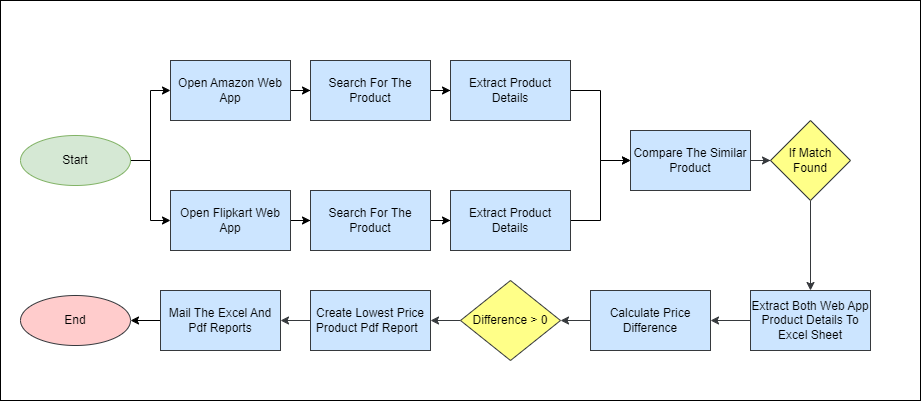 Open Amazon Web
App
Search For The
Product
Extract Product
Details
Start
Compare The Similar
Product
If Match
Found
Open Flipkart Web
App
Search For The
Product
Extract Product
Details
End
Mail The Excel And
Pdf Reports
Create Lowest Price
Product Pdf Report
Difference > 0
Calculate Price
Difference
Extract Both Web App
Product Details To
Excel Sheet